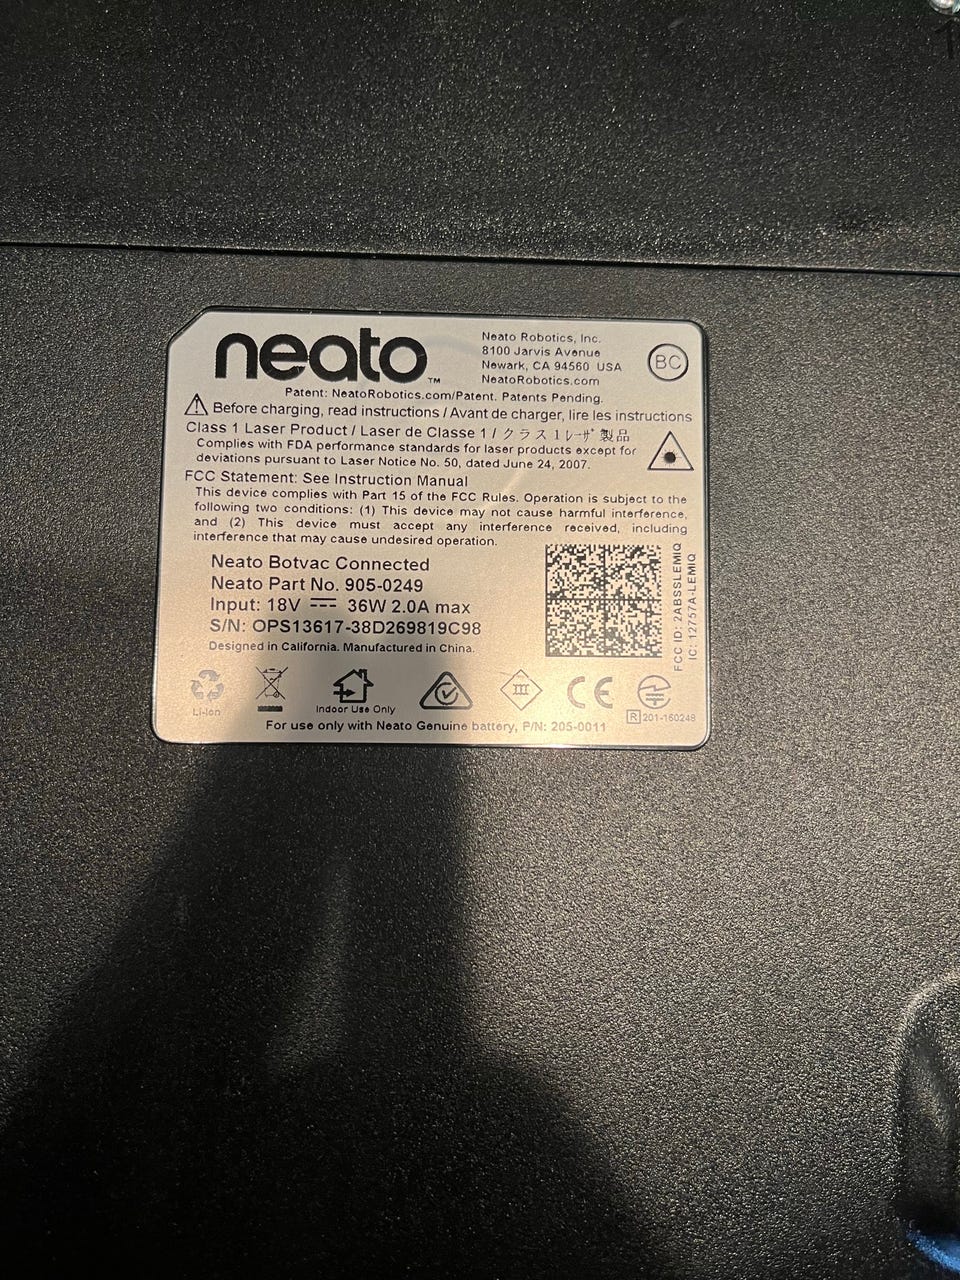 neato™
Neato Robotics, Inc.
8100 Jarvis Avenue
Newark, CA 94560 USA
NeatoRobotics.com
BC
Patent: NeatoRobotics.com/Patent. Patents Pending.
Before charging, read instructions / Avant de charger, lire les instructions
Class 1 Laser Product / Laser de Classe 1 / クラス 1 レーザ製品
Complies with FDA performance standards for laser products except for
deviations pursuant to Laser Notice No. 50, dated June 24, 2007.
FCC Statement: See Instruction Manual
This device complies with Part 15 of the FCC Rules. Operation is subject to the
following two conditions: (1) This device may not cause harmful interference,
and (2) This device must accept any interference received, including
interference that may cause undesired operation.
Neato Botvac Connected
Neato Part No. 905-0249
Input: 18V 36W 2.0A max
S/N: OPS13617-38D269819C98
Designed in California. Manufactured in China.
FCC ID: 2ABSSLEMIQ
IC: 12757A-LEMIQ
Li-Ion
Indoor Use Only
III
CE
R 201-160248
For use only with Neato Genuine battery, P/N: 205-0011